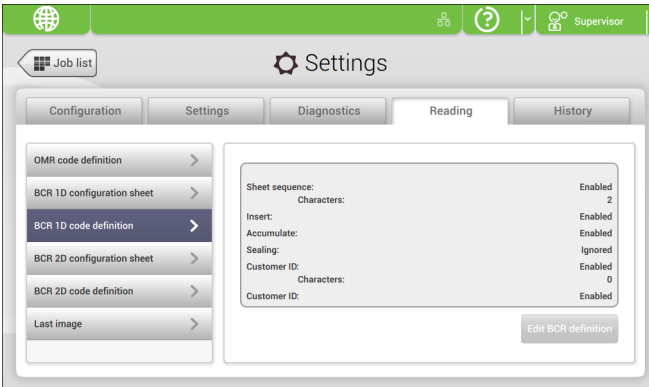 Supervisor
Job list
Settings
Configuration
Settings
Diagnostics
Reading
History
OMR code definition
BCR 1D configuration sheet
BCR 1D code definition
BCR 2D configuration sheet
BCR 2D code definition
Last image
Sheet sequence: Enabled
Characters: 2
Insert: Enabled
Accumulate: Enabled
Sealing: Ignored
Customer ID: Enabled
Characters: 0
Customer ID: Enabled
Edit BCR definition